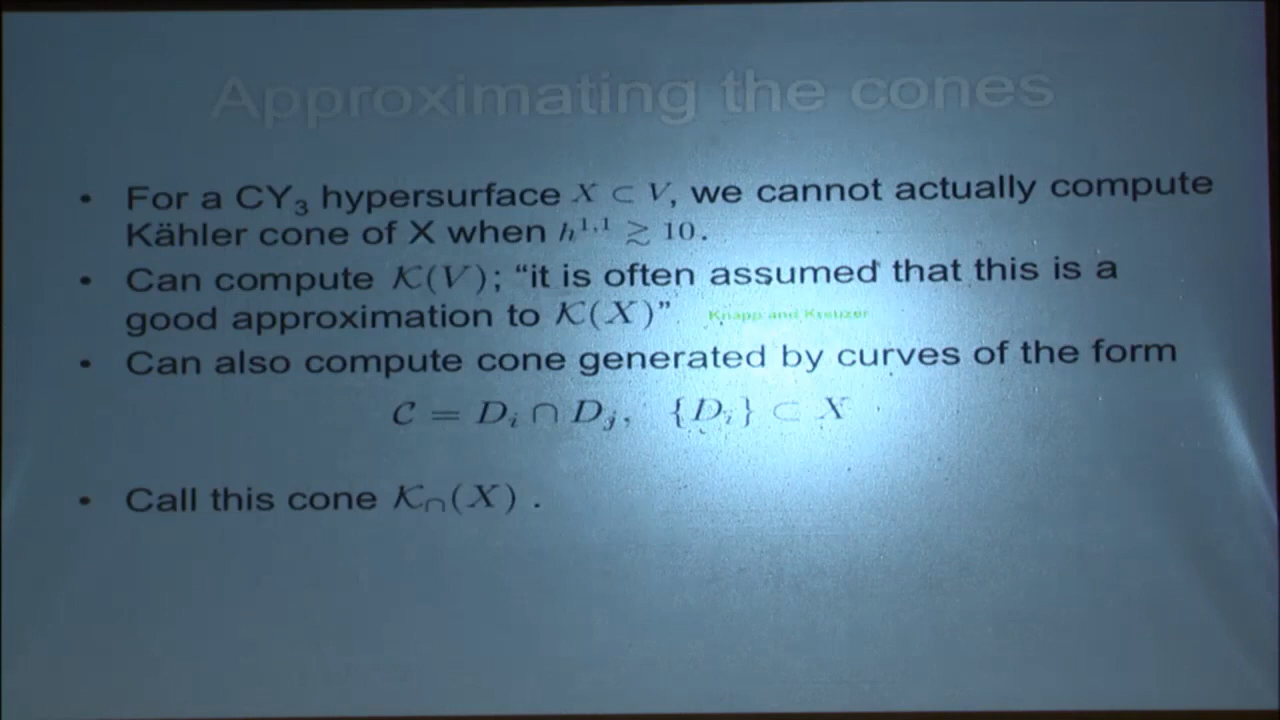 Approximating the cones
• For a CY₃ hypersurface X ⊂ V, we cannot actually compute
Kähler cone of X when h¹,¹ ≳ 10.
• Can compute K(V); “it is often assumed that this is a
good approximation to K(X)” Knapp and Kreuzer
• Can also compute cone generated by curves of the form
C = Dᵢ ∩ Dⱼ, {Dᵢ} ⊂ X
• Call this cone K∩(X) .